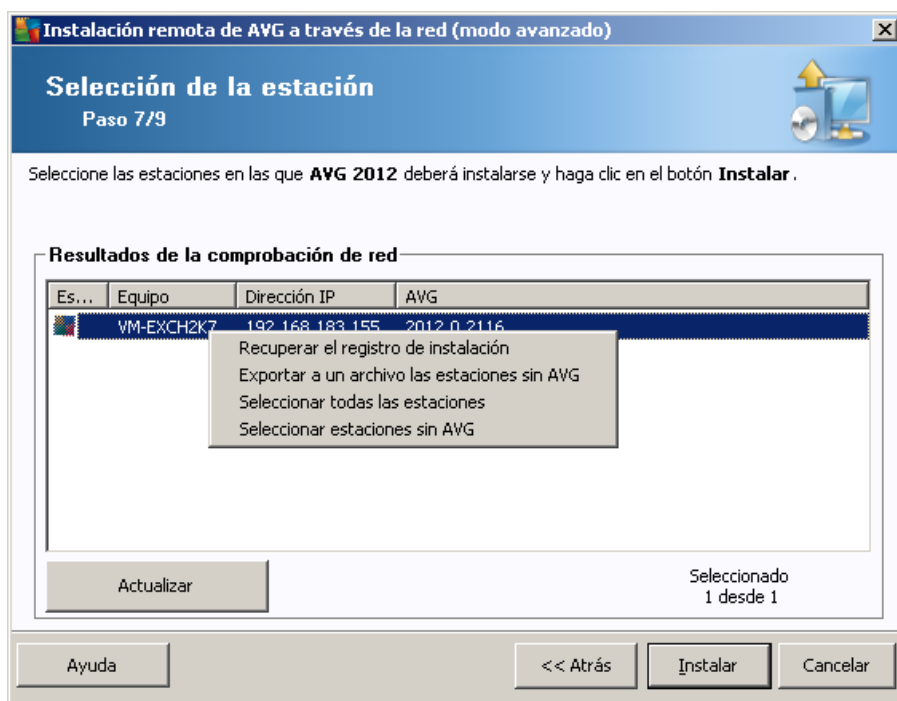 Instalación remota de AVG a través de la red (modo avanzado)
Selección de la estación
Paso 7/9
Seleccione las estaciones en las que AVG 2012 deberá instalarse y haga clic en el botón Instalar.
Resultados de la comprobación de red
Es... Equipo Dirección IP AVG
VM-EXCH2K7 192.168.183.155 2012.0.2116
Recuperar el registro de instalación
Exportar a un archivo las estaciones sin AVG
Seleccionar todas las estaciones
Seleccionar estaciones sin AVG
Actualizar
Seleccionado
1 desde 1
Ayuda
<< Atrás
Instalar
Cancelar